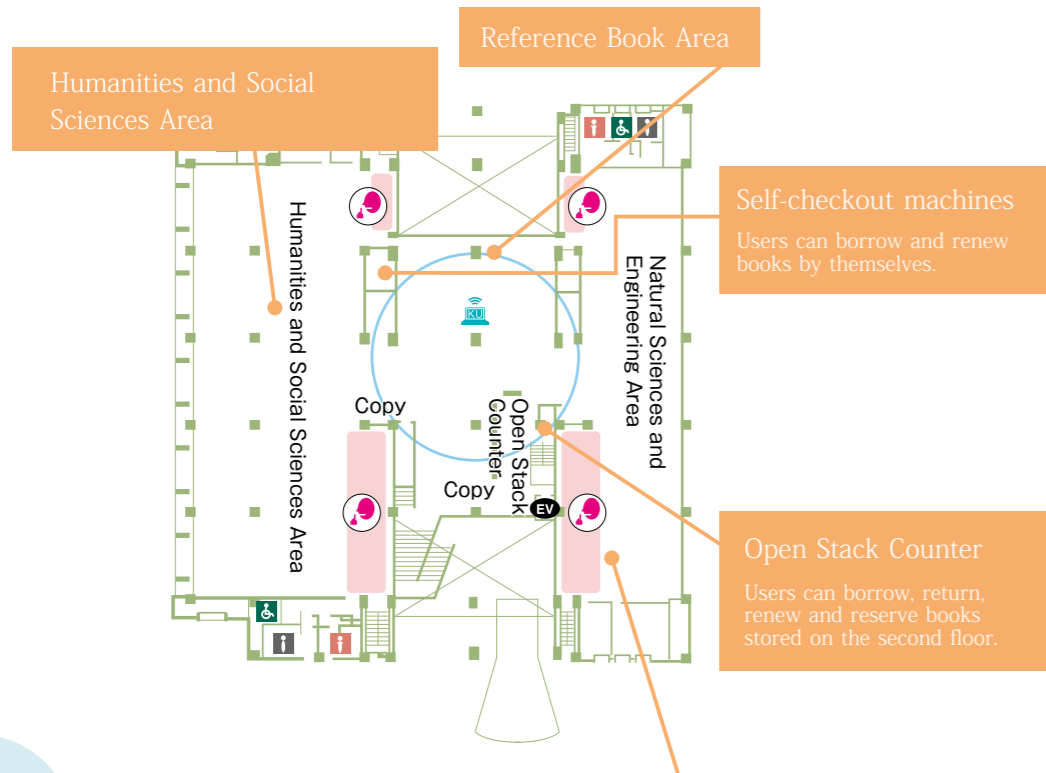 Reference Book Area
Humanities and Social
Sciences Area
Self-checkout machines
Users can borrow and renew
books by themselves.
Humanities and Social Sciences Area
Natural Sciences and
Engineering Area
KU
Copy
Open Stack
Counter
Copy
EV
Open Stack Counter
Users can borrow, return,
renew and reserve books
stored on the second floor.